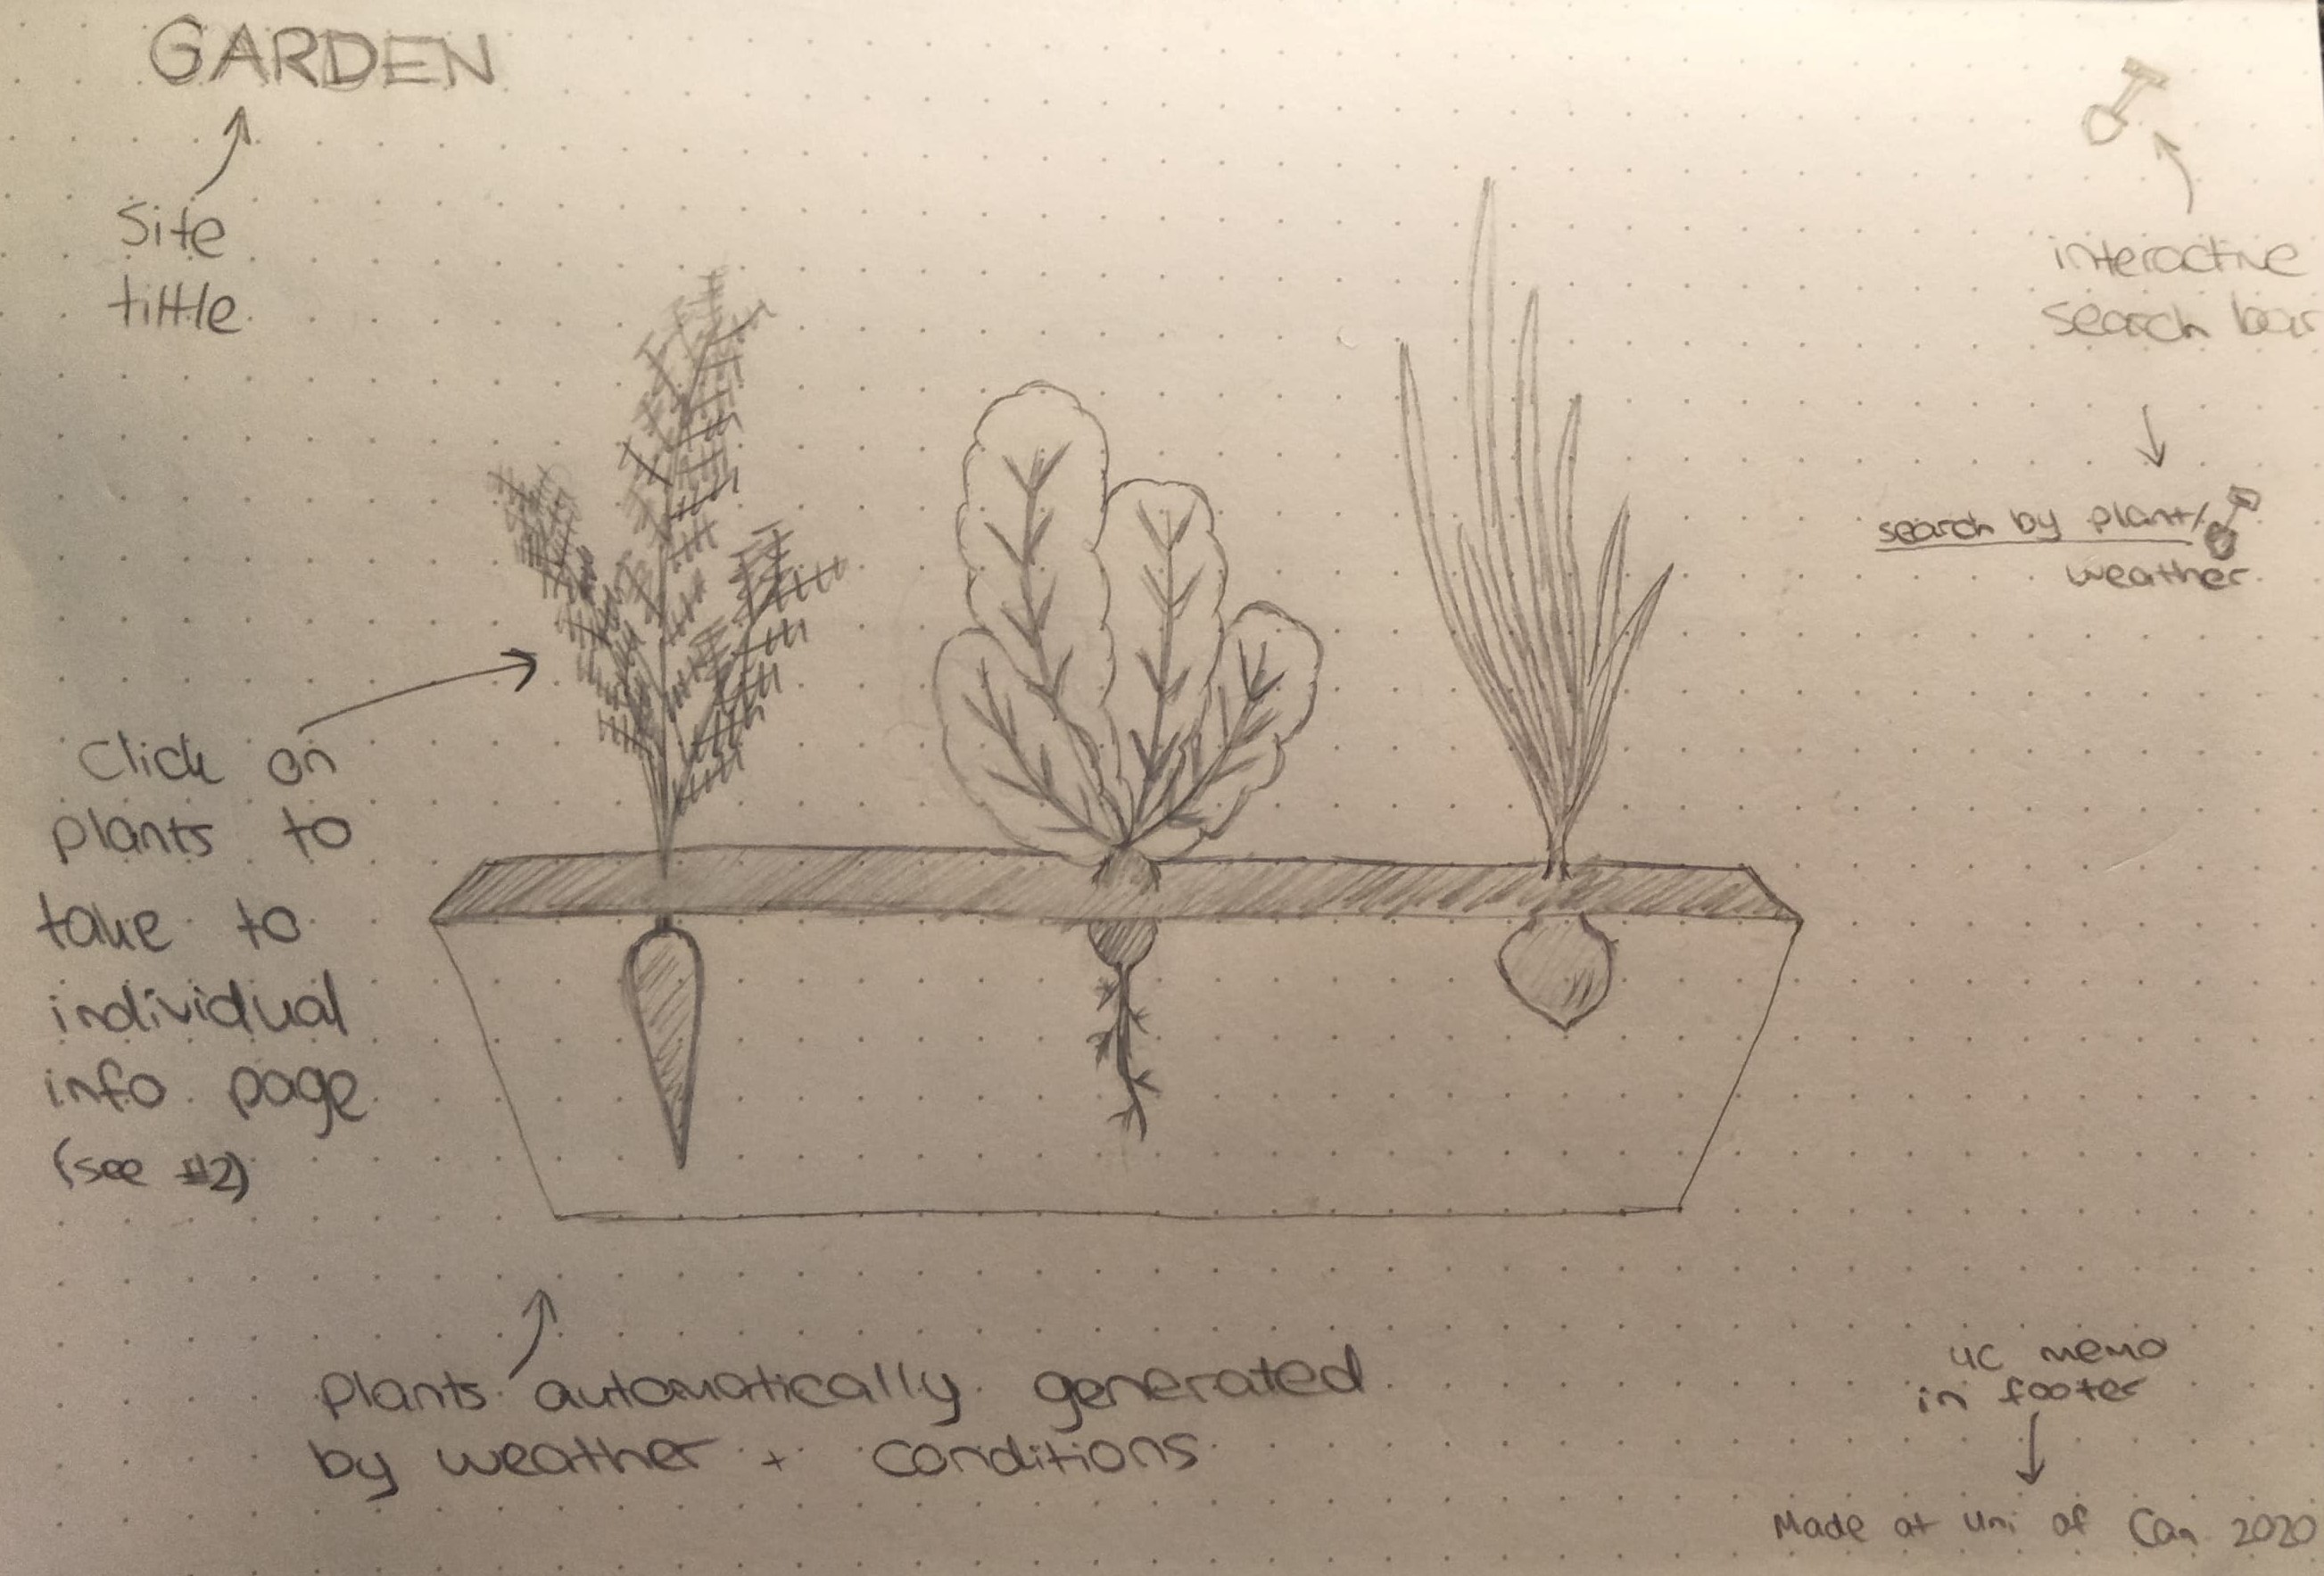 GARDEN
Site
tittle
interactive
search bar
search by plant/
weather
Click on
plants to
take to
individual
info page
(see #2)
plants automatically generated
by weather + conditions
UC memo
in footer
Made at Uni of Can 2020